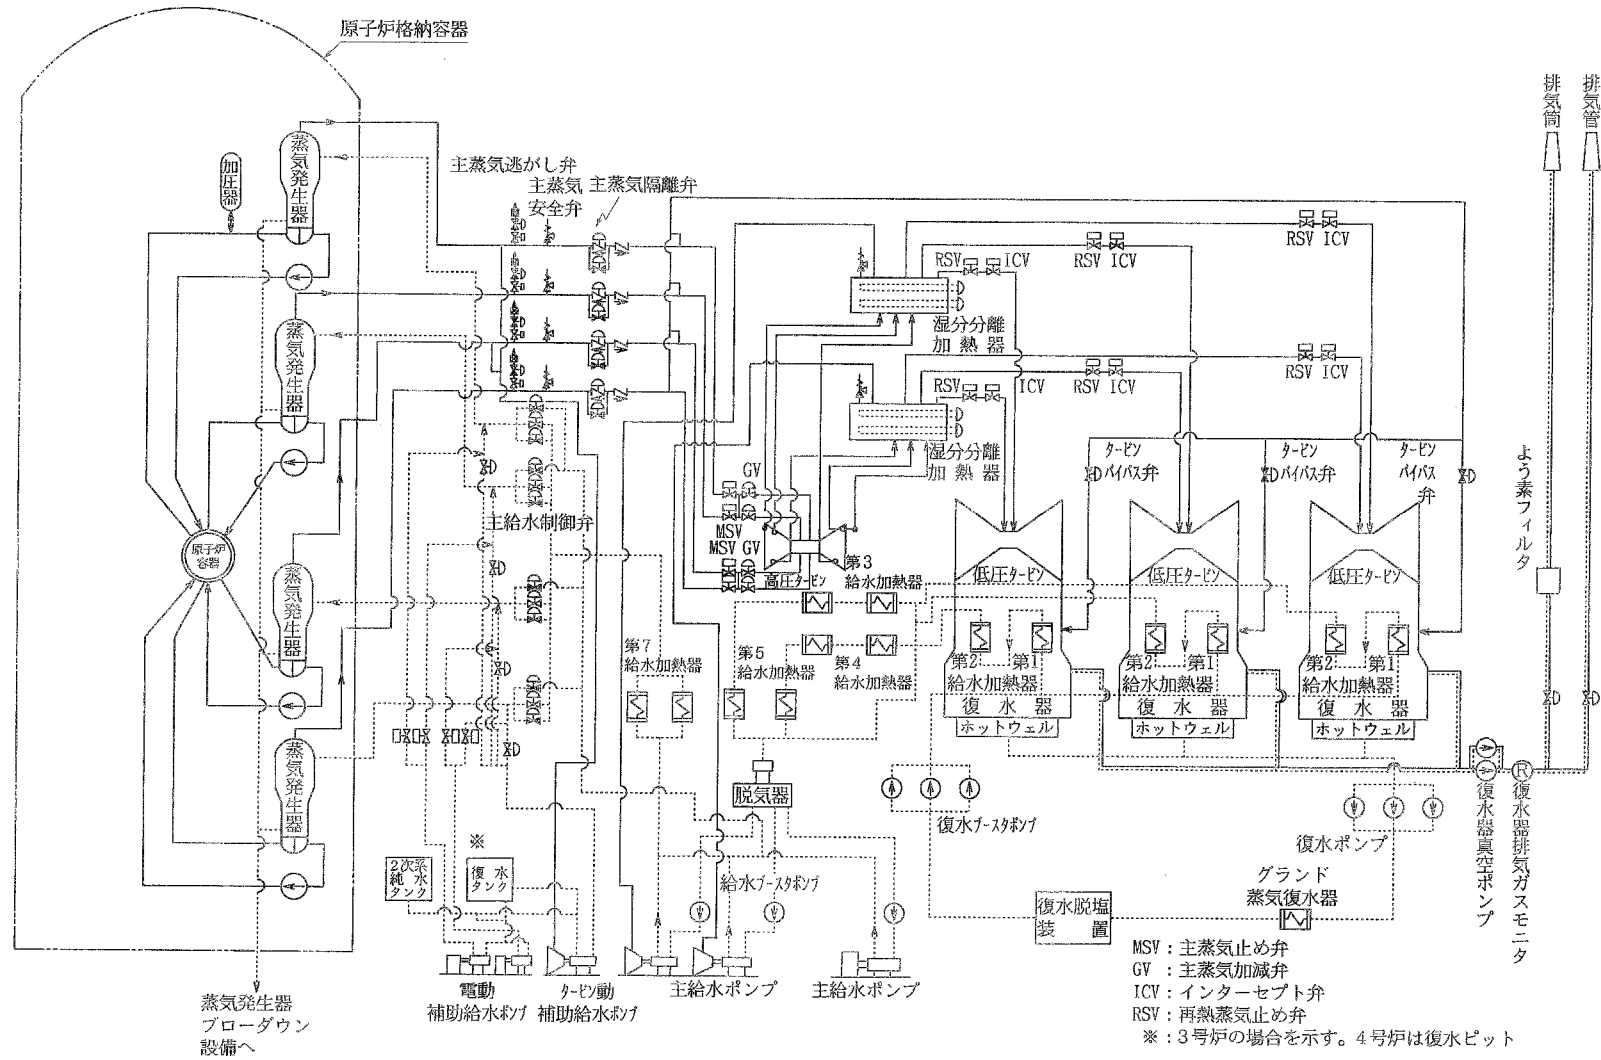 原子炉格納容器
排気筒
排気管
蒸気発生器
加圧器
主蒸気逃がし弁
主蒸気
安全弁
主蒸気隔離弁
RSV ICV
RSV ICV
RSV ICV
湿分分離
加熱器
蒸気発生器
RSV ICV
RSV ICV
RSV ICV
湿分分離
加熱器
タービン
バイパス弁
タービン
バイパス弁
タービン
バイパス
弁
よう素フィルタ
GV
MSV
MSV GV
主給水制御弁
原子炉
容器
高圧タービン
第3
給水加熱器
低圧タービン
低圧タービン
低圧タービン
蒸気発生器
第7
給水加熱器
第5
給水加熱器
第4
給水加熱器
第2 第1
給水加熱器
復水器
ホットウェル
第2 第1
給水加熱器
復水器
ホットウェル
第2 第1
給水加熱器
復水器
ホットウェル
蒸気発生器
脱気器
復水ブースタポンプ
復水ポンプ
R
復水器真空ポンプ
復水器排気ガスモニタ
2次系
純水
タンク
※
復水
タンク
給水ブースタポンプ
グランド
蒸気復水器
復水脱塩
装置
電動
補助給水ポンプ
タービン動
補助給水ポンプ
主給水ポンプ
主給水ポンプ
蒸気発生器
ブローダウン
設備へ
MSV：主蒸気止め弁
GV：主蒸気加減弁
ICV：インターセプト弁
RSV：再熱蒸気止め弁
※：3号炉の場合を示す。4号炉は復水ピット